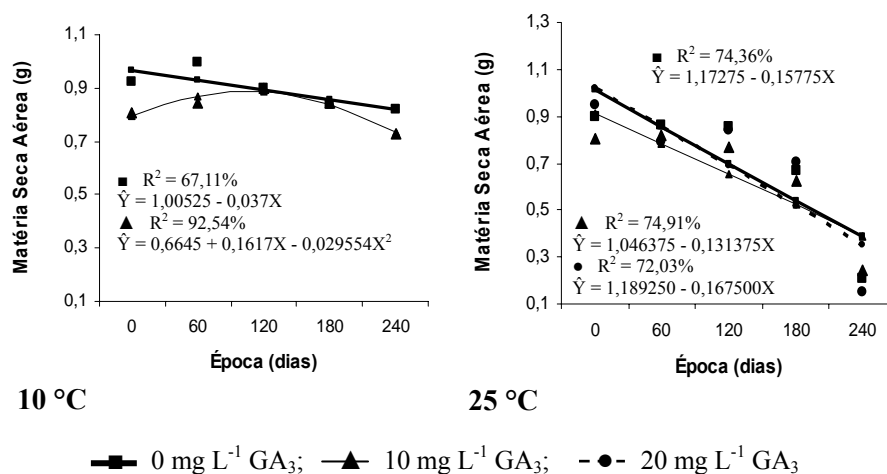 1,1
0,9
0,7
0,5
0,3
0,1
Matéria Seca Aérea (g)
R² = 67,11%
Ŷ = 1,00525 - 0,037X
R² = 92,54%
Ŷ = 0,6645 + 0,1617X - 0,029554X²
0 60 120 180 240
Época (dias)
10 °C
1,3
1,1
0,9
0,7
0,5
0,3
0,1
Matéria Seca Aérea (g)
R² = 74,36%
Ŷ = 1,17275 - 0,15775X
R² = 74,91%
Ŷ = 1,046375 - 0,131375X
R² = 72,03%
Ŷ = 1,189250 - 0,167500X
0 60 120 180 240
Época (dias)
25 °C
0 mg L⁻¹ GA₃; 10 mg L⁻¹ GA₃; 20 mg L⁻¹ GA₃